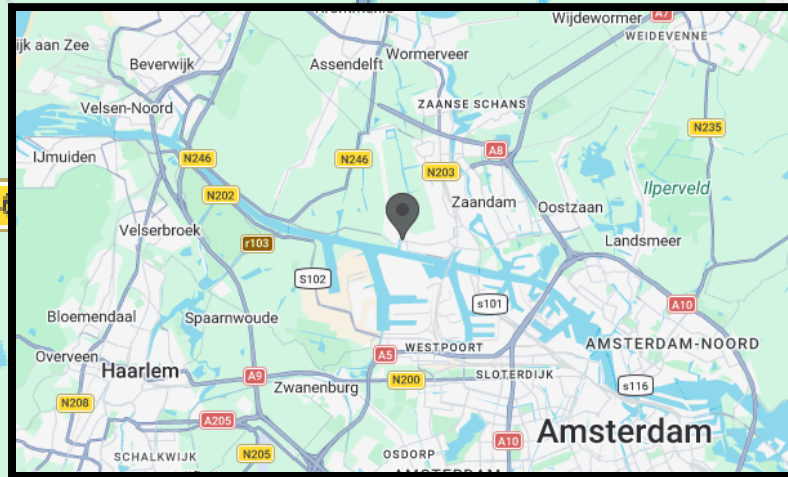 Krommenie
Wijdewormer
A7
WEIDEVENNE
ijk aan Zee
Wormerveer
Beverwijk
Assendelft
Velsen-Noord
ZAANSE SCHANS
N235
A8
IJmuiden
N246
N246
N203
Ilperveld
N202
Zaandam
Oostzaan
Velserbroek
r103
Landsmeer
S102
s101
A10
Bloemendaal
Spaarnwoude
WESTPOORT
AMSTERDAM-NOORD
Overveen
A5
Haarlem
A9
Zwanenburg
N200
SLOTERDIJK
s116
N208
A205
Amsterdam
A10
SCHALKWIJK
N205
OSDORP
AMSTERDAM